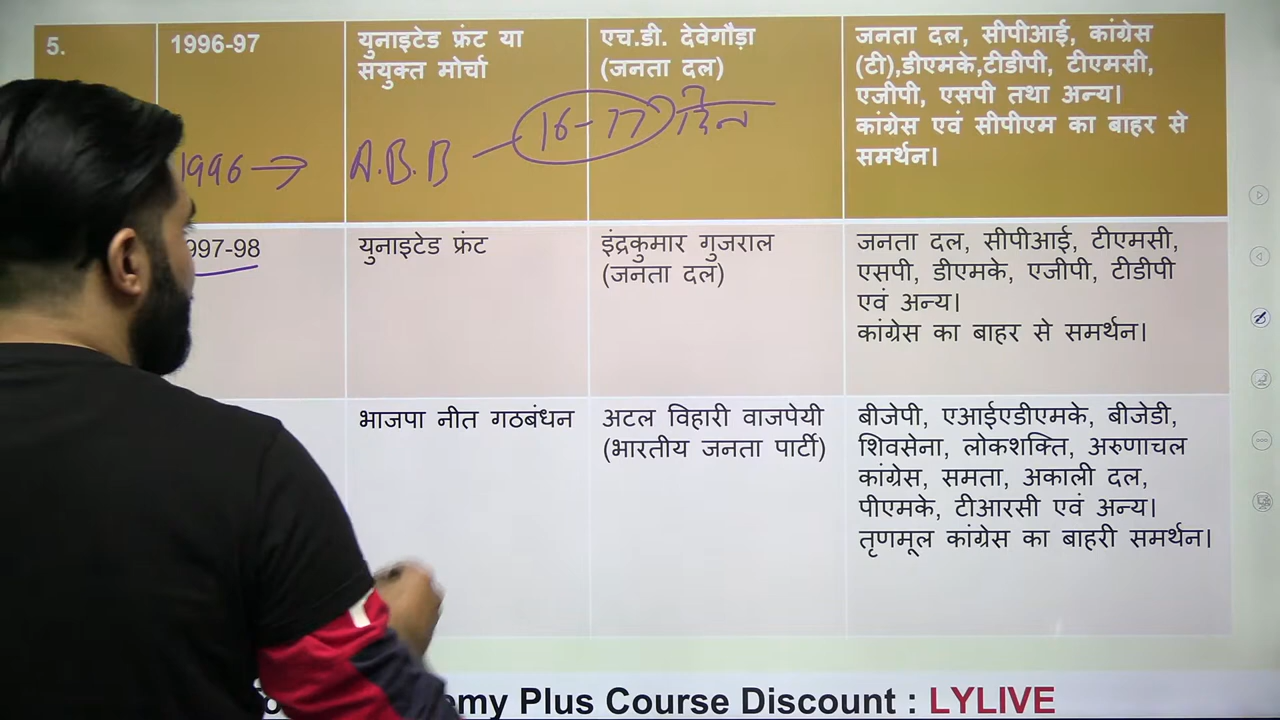 5.
1996-97
युनाइटेड फ्रंट या
सयुक्त मोर्चा
एच.डी. देवेगौड़ा
(जनता दल)
जनता दल, सीपीआई, कांग्रेस
(टी),डीएमके,टीडीपी, टीएमसी,
एजीपी, एसपी तथा अन्य।
कांग्रेस एवं सीपीएम का बाहर से
समर्थन।
1996 → A.B.B – 16-17 दिन
997-98
युनाइटेड फ्रंट
इंद्रकुमार गुजराल
(जनता दल)
जनता दल, सीपीआई, टीएमसी,
एसपी, डीएमके, एजीपी, टीडीपी
एवं अन्य।
कांग्रेस का बाहर से समर्थन।
भाजपा नीत गठबंधन
अटल विहारी वाजपेयी
(भारतीय जनता पार्टी)
बीजेपी, एआईएडीएमके, बीजेडी,
शिवसेना, लोकशक्ति, अरुणाचल
कांग्रेस, समता, अकाली दल,
पीएमके, टीआरसी एवं अन्य।
तृणमूल कांग्रेस का बाहरी समर्थन।
emy Plus Course Discount : LYLIVE